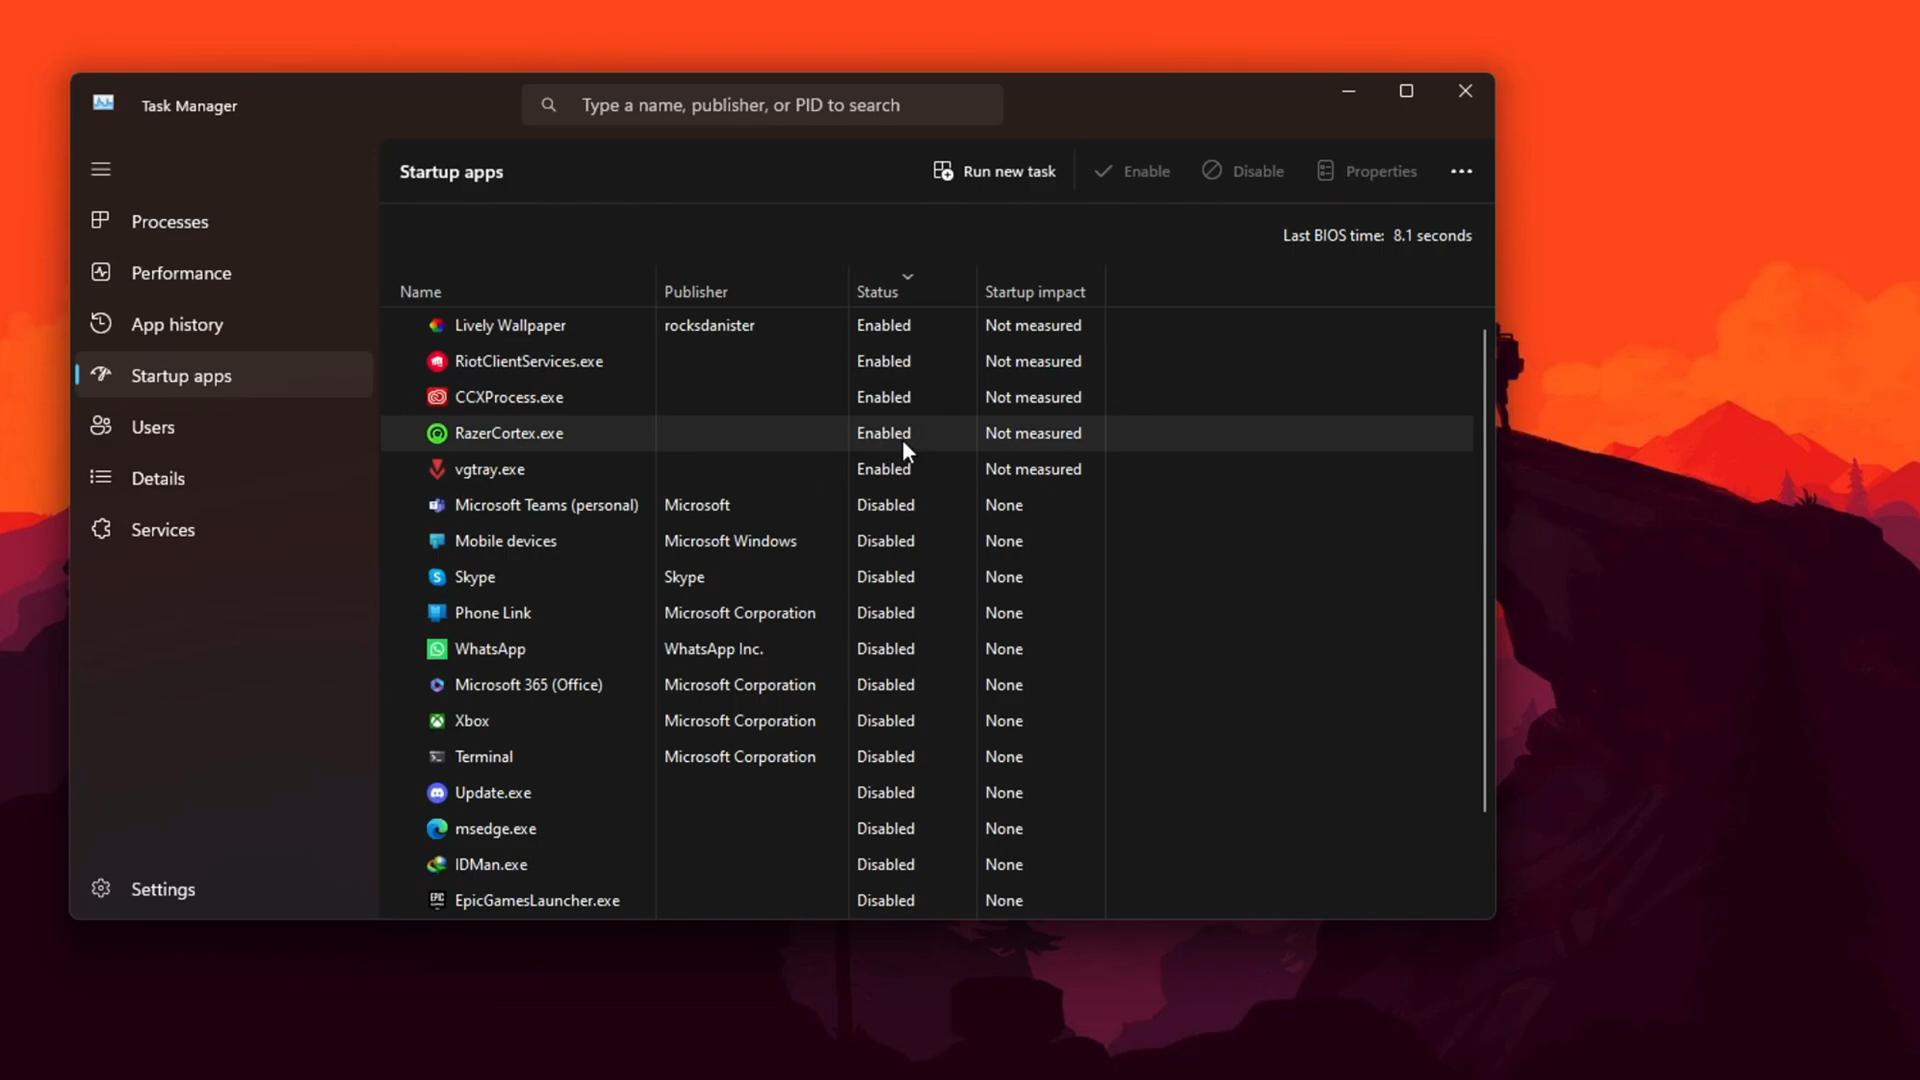 Task Manager
Type a name, publisher, or PID to search
Startup apps
Run new task
Enable
Disable
Properties
Processes
Performance
App history
Startup apps
Users
Details
Services
Settings
Last BIOS time: 8.1 seconds
Name Publisher Status Startup impact
Lively Wallpaper rocksdanister Enabled Not measured
RiotClientServices.exe Enabled Not measured
CCXProcess.exe Enabled Not measured
RazerCortex.exe Enabled Not measured
vgtray.exe Enabled Not measured
Microsoft Teams (personal) Microsoft Disabled None
Mobile devices Microsoft Windows Disabled None
Skype Skype Disabled None
Phone Link Microsoft Corporation Disabled None
WhatsApp WhatsApp Inc. Disabled None
Microsoft 365 (Office) Microsoft Corporation Disabled None
Xbox Microsoft Corporation Disabled None
Terminal Microsoft Corporation Disabled None
Update.exe Disabled None
msedge.exe Disabled None
IDMan.exe Disabled None
EpicGamesLauncher.exe Disabled None